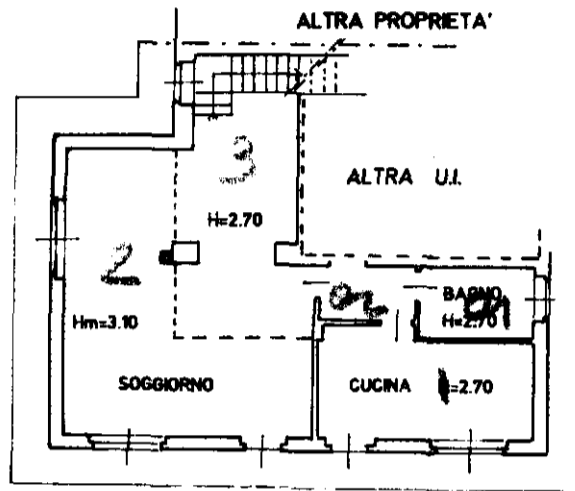 ALTRA PROPRIETA'
3
ALTRA U.I.
H=2.70
2
BAGNO
H=2.70
Hm=3.10
SOGGIORNO
CUCINA
=2.70